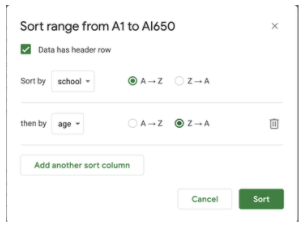 Sort range from A1 to AI650
Data has header row
Sort by school A → Z Z → A
then by age A → Z Z → A
Add another sort column
Cancel Sort